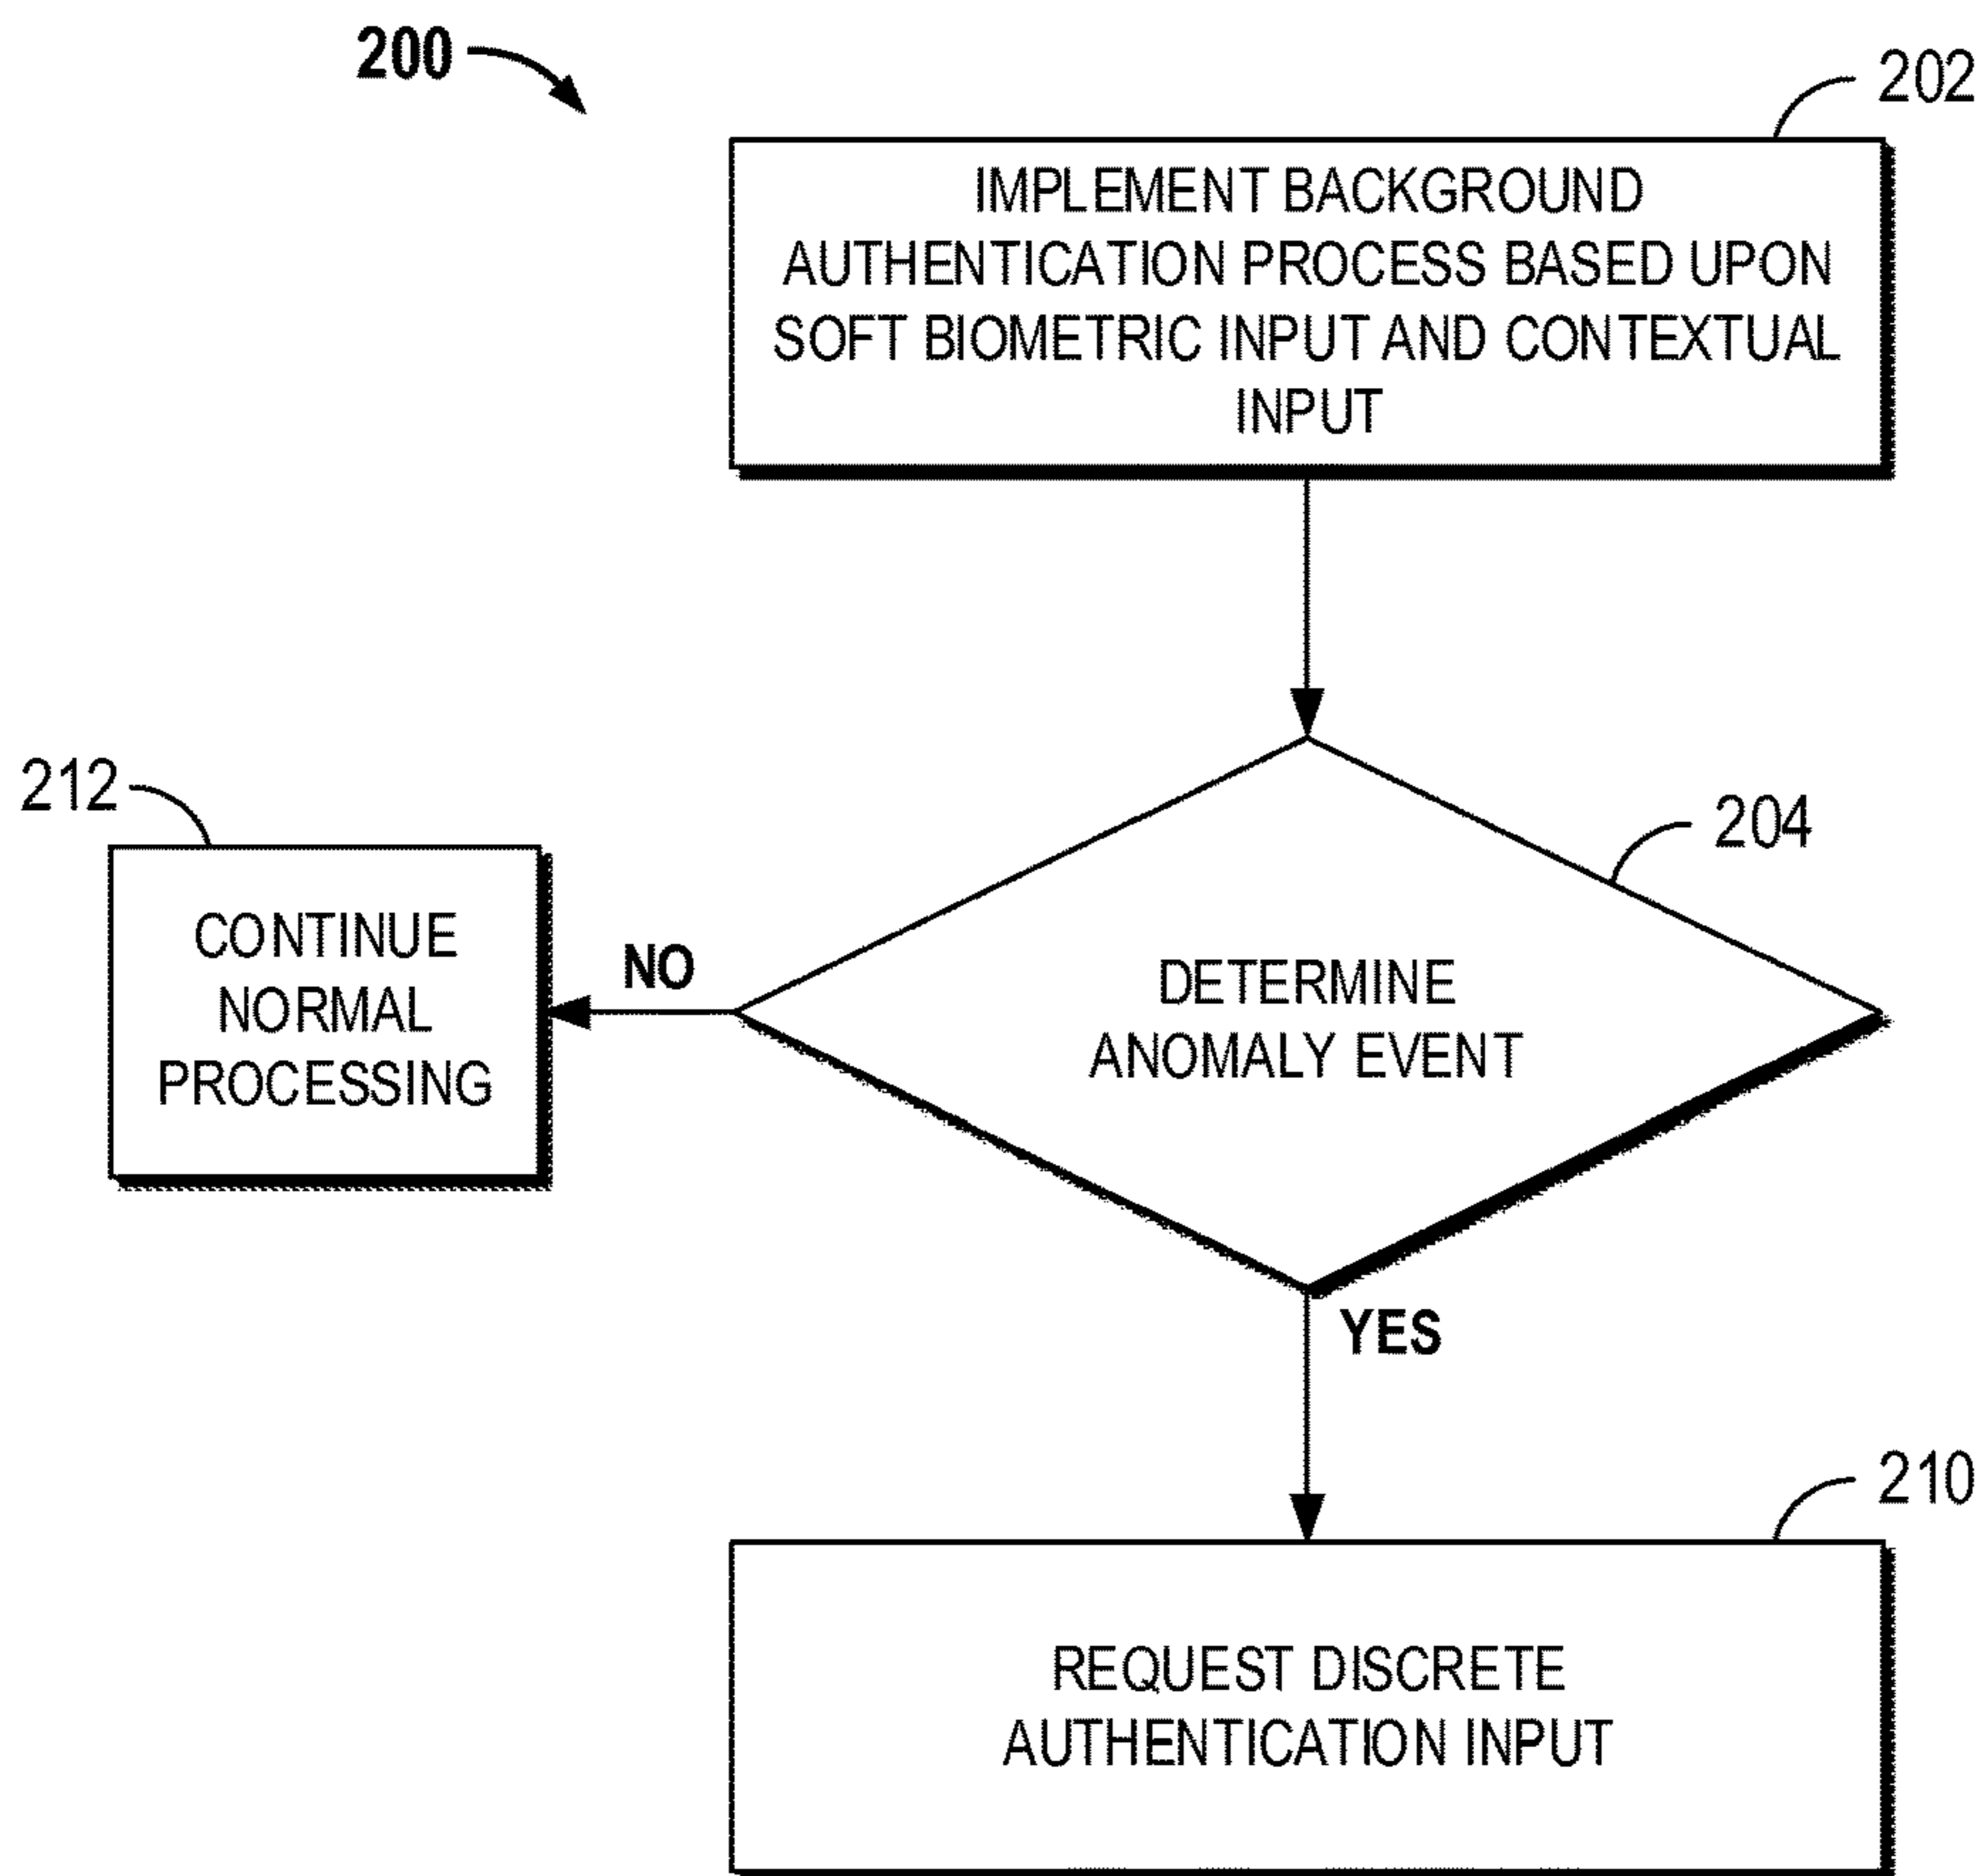 200
202
IMPLEMENT BACKGROUND
AUTHENTICATION PROCESS BASED UPON
SOFT BIOMETRIC INPUT AND CONTEXTUAL
INPUT
212
204
CONTINUE
NORMAL
PROCESSING
NO
DETERMINE
ANOMALY EVENT
YES
210
REQUEST DISCRETE
AUTHENTICATION INPUT